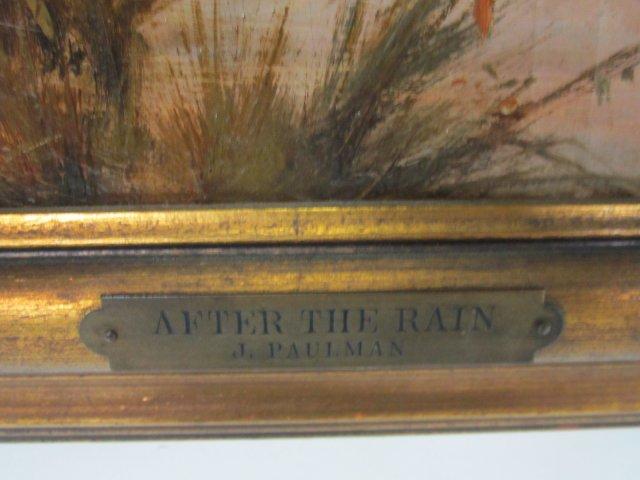 AFTER THE RAIN
J. PAULMAN